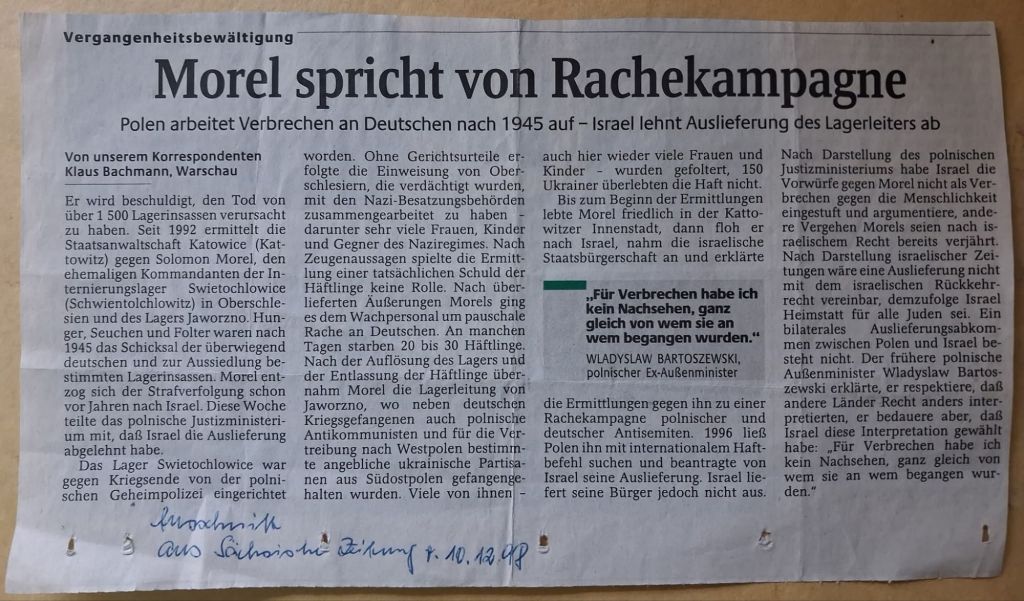 Vergangenheitsbewältigung
Morel spricht von Rachekampagne
Polen arbeitet Verbrechen an Deutschen nach 1945 auf – Israel lehnt Auslieferung des Lagerleiters ab
Von unserem Korrespondenten
Klaus Bachmann, Warschau
Er wird beschuldigt, den Tod von
über 1 500 Lagerinsassen verursacht
zu haben. Seit 1992 ermittelt die
Staatsanwaltschaft Katowice (Kat-
towitz) gegen Solomon Morel, den
ehemaligen Kommandanten der In-
ternierungslager Swietochlowice
(Schwientolchlowitz) in Oberschle-
sien und des Lagers Jaworzno. Hun-
ger, Seuchen und Folter waren nach
1945 das Schicksal der überwiegend
deutschen und zur Aussiedlung be-
stimmten Lagerinsassen. Morel ent-
zog sich der Strafverfolgung schon
vor Jahren nach Israel. Diese Woche
teilte das polnische Justizministeri-
um mit, daß Israel die Auslieferung
abgelehnt habe.
Das Lager Swietochlowice war
gegen Kriegsende von der polni-
schen Geheimpolizei eingerichtet
worden. Ohne Gerichtsurteile er-
folgte die Einweisung von Ober-
schlesiern, die verdächtigt wurden,
mit den Nazi-Besatzungsbehörden
zusammengearbeitet zu haben –
darunter sehr viele Frauen, Kinder
und Gegner des Naziregimes. Nach
Zeugenaussagen spielte die Ermitt-
lung einer tatsächlichen Schuld der
Häftlinge keine Rolle. Nach über-
lieferten Äußerungen Morels ging
es dem Wachpersonal um pauschale
Rache an Deutschen. An manchen
Tagen starben 20 bis 30 Häftlinge.
Nach der Auflösung des Lagers und
der Entlassung der Häftlinge über-
nahm Morel die Lagerleitung von
Jaworzno, wo neben deutschen
Kriegsgefangenen auch polnische
Antikommunisten und für die Ver-
treibung nach Westpolen bestimm-
te angebliche ukrainische Partisa-
nen aus Südostpolen gefangenge-
halten wurden. Viele von ihnen –
auch hier wieder viele Frauen und
Kinder – wurden gefoltert, 150
Ukrainer überlebten die Haft nicht.
Bis zum Beginn der Ermittlungen
lebte Morel friedlich in der Katto-
witzer Innenstadt, dann floh er
nach Israel, nahm die israelische
Staatsbürgerschaft an und erklärte
„Für Verbrechen habe ich
kein Nachsehen, ganz
gleich von wem sie an
wem begangen wurden.“
WLADYSLAW BARTOSZEWSKI,
polnischer Ex-Außenminister
die Ermittlungen gegen ihn zu einer
Rachekampagne polnischer und
deutscher Antisemiten. 1996 ließ
Polen ihn mit internationalem Haft-
befehl suchen und beantragte von
Israel seine Auslieferung. Israel lie-
fert seine Bürger jedoch nicht aus.
Nach Darstellung des polnischen
Justizministeriums habe Israel die
Vorwürfe gegen Morel nicht als Ver-
brechen gegen die Menschlichkeit
eingestuft und argumentiere, ande-
re Vergehen Morels seien nach is-
raelischem Recht bereits verjährt.
Nach Darstellung israelischer Zei-
tungen wäre eine Auslieferung nicht
mit dem israelischen Rückkehr-
recht vereinbar, demzufolge Israel
Heimstatt für alle Juden sei. Ein
bilaterales Auslieferungsabkom-
men zwischen Polen und Israel be-
steht nicht. Der frühere polnische
Außenminister Wladyslaw Bartos-
zewski erklärte, er respektiere, daß
andere Länder Recht anders inter-
pretierten, er bedauere aber, daß
Israel diese Interpretation gewählt
habe: „Für Verbrechen habe ich
kein Nachsehen, ganz gleich von
wem sie an wem begangen wur-
den.“
Ausschnitt
aus Sächsische Zeitung v. 10.12.98